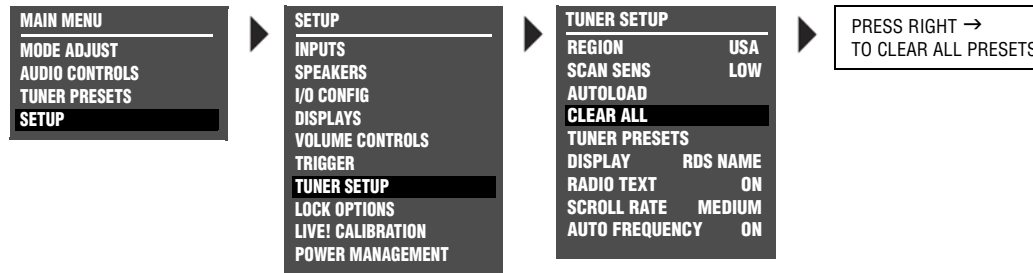 MAIN MENU
MODE ADJUST
AUDIO CONTROLS
TUNER PRESETS
SETUP
SETUP
INPUTS
SPEAKERS
I/O CONFIG
DISPLAYS
VOLUME CONTROLS
TRIGGER
TUNER SETUP
LOCK OPTIONS
LIVE! CALIBRATION
POWER MANAGEMENT
TUNER SETUP
REGION USA
SCAN SENS LOW
AUTOLOAD
CLEAR ALL
TUNER PRESETS
DISPLAY RDS NAME
RADIO TEXT ON
SCROLL RATE MEDIUM
AUTO FREQUENCY ON
PRESS RIGHT →
TO CLEAR ALL PRESETS